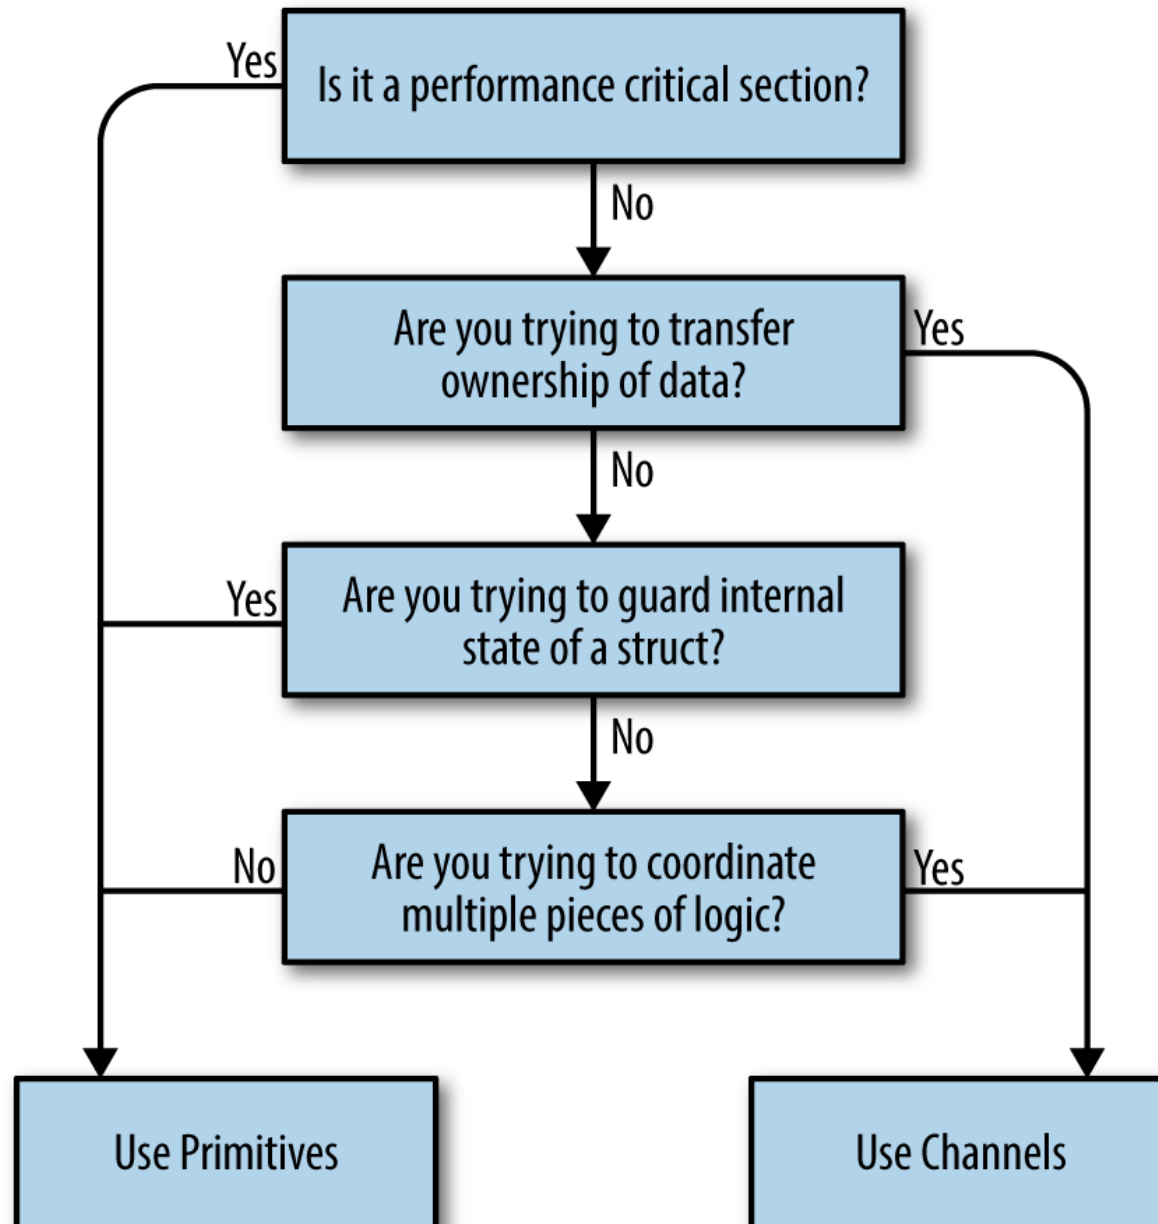 Yes
Is it a performance critical section?
No
Are you trying to transfer
ownership of data?
Yes
No
Yes
Are you trying to guard internal
state of a struct?
No
No
Are you trying to coordinate
multiple pieces of logic?
Yes
Use Primitives
Use Channels